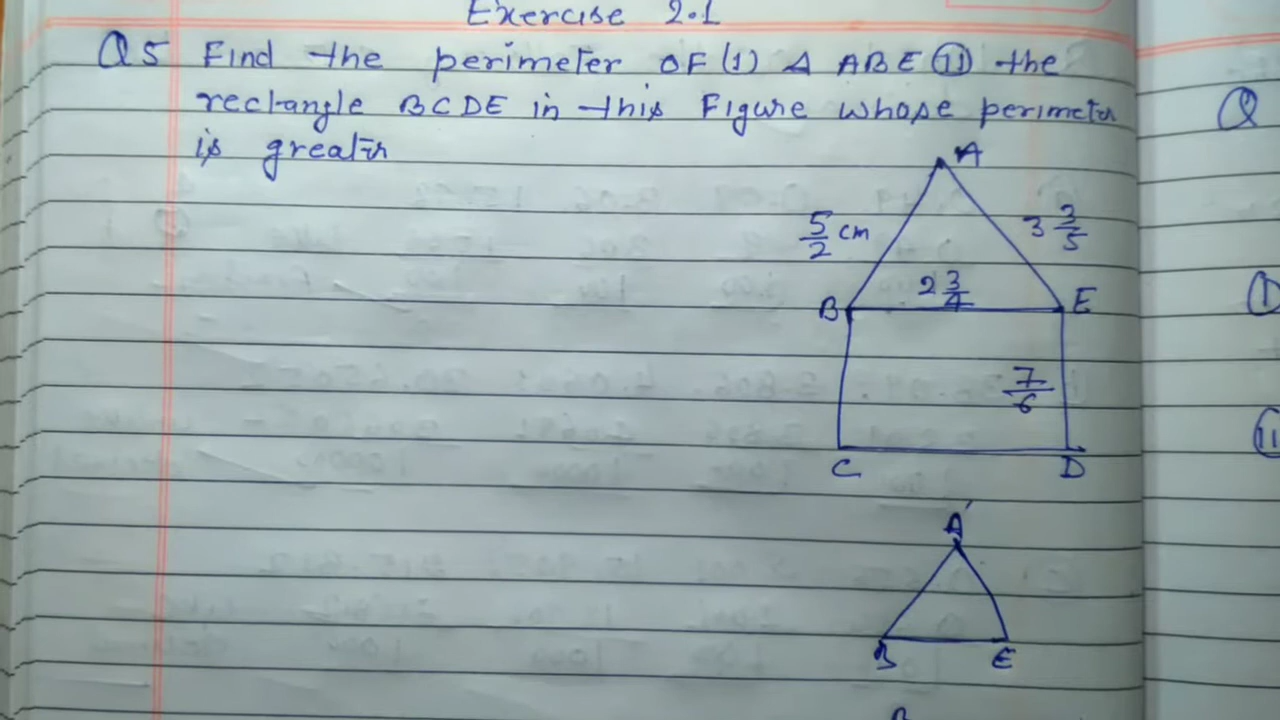 Exercise 2.1
Q5 Find the perimeter OF (1) Δ ABE (ii) the
rectangle BCDE in this Figure whose perimeter
is greater
A
5/2 cm
3 3/5
2 3/4
B
E
7/6
C
D
A
B
E
Q